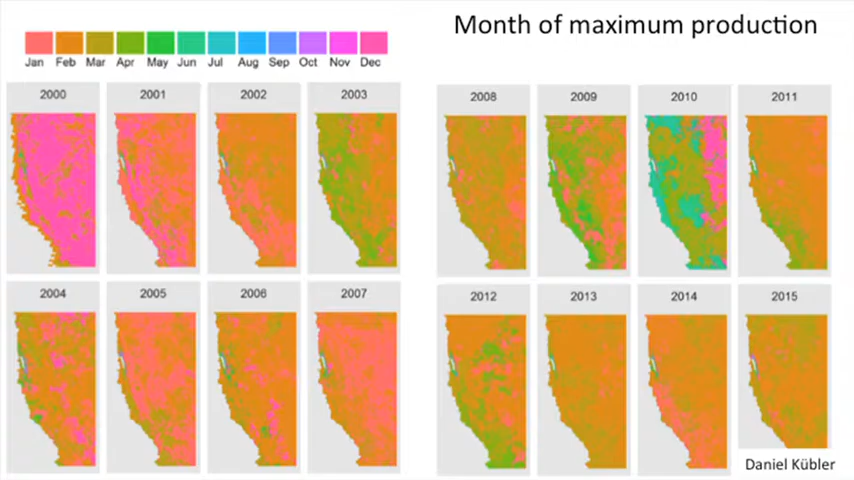 Month of maximum production
Jan Feb Mar Apr May Jun Jul Aug Sep Oct Nov Dec
2000 2001 2002 2003
2008 2009 2010 2011
2004 2005 2006 2007
2012 2013 2014 2015
Daniel Kübler